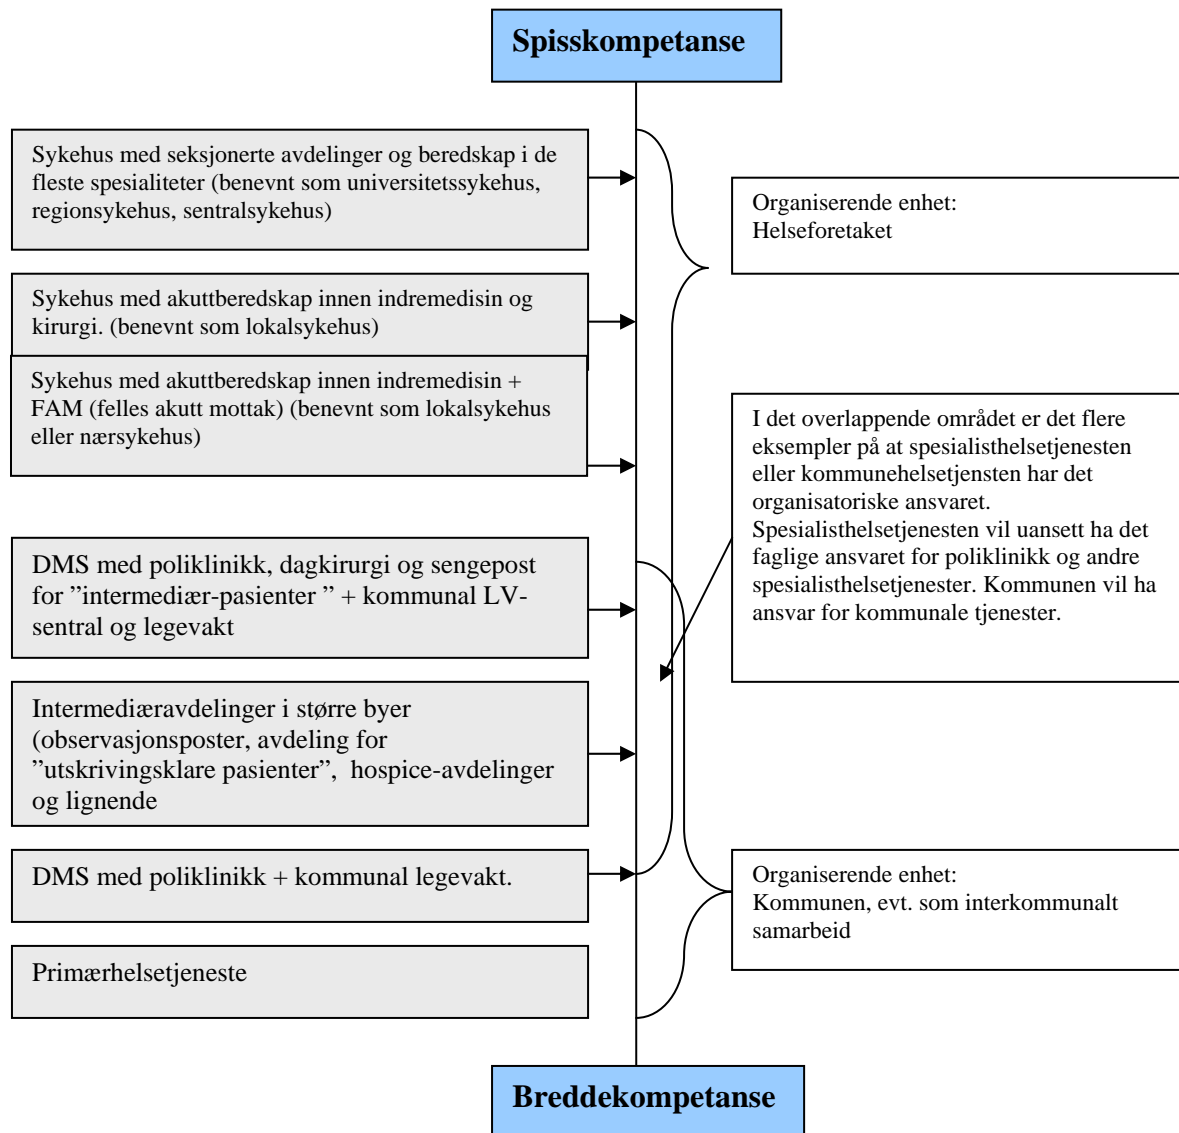 Spisskompetanse
Sykehus med seksjonerte avdelinger og beredskap i de
fleste spesialiteter (benevnt som universitetssykehus,
regionsykehus, sentralsykehus)
Organiserende enhet:
Helseforetaket
Sykehus med akuttberedskap innen indremedisin og
kirurgi. (benevnt som lokalsykehus)
Sykehus med akuttberedskap innen indremedisin +
FAM (felles akutt mottak) (benevnt som lokalsykehus
eller nærsykehus)
I det overlappende området er det flere
eksempler på at spesialisthelsetjenesten
eller kommunehelsetjensten har det
organisatoriske ansvaret.
Spesialisthelsetjenesten vil uansett ha det
faglige ansvaret for poliklinikk og andre
spesialisthelsetjenester. Kommunen vil ha
ansvar for kommunale tjenester.
DMS med poliklinikk, dagkirurgi og sengepost
for ”intermediær-pasienter ” + kommunal LV-
sentral og legevakt
Intermediæravdelinger i større byer
(observasjonsposter, avdeling for
”utskrivingsklare pasienter”,  hospice-avdelinger
og lignende
DMS med poliklinikk + kommunal legevakt.
Organiserende enhet:
Kommunen, evt. som interkommunalt
samarbeid
Primærhelsetjeneste
Breddekompetanse